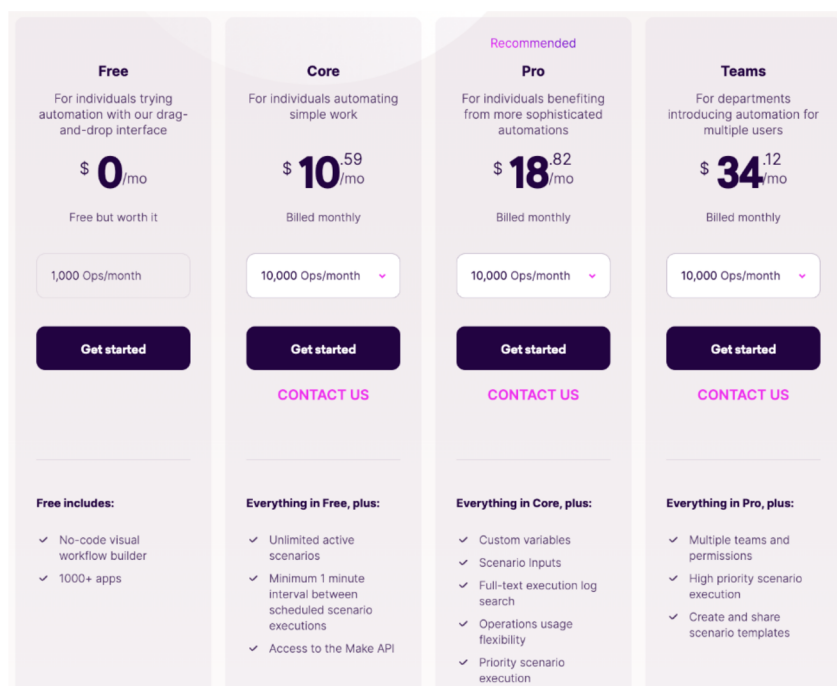 Free
For individuals trying
automation with our drag-
and-drop interface
$ 0/mo
Free but worth it
1,000 Ops/month
Get started
Free includes:
No-code visual
workflow builder
1000+ apps
Core
For individuals automating
simple work
$ 10.59/mo
Billed monthly
10,000 Ops/month
Get started
CONTACT US
Everything in Free, plus:
Unlimited active
scenarios
Minimum 1 minute
interval between
scheduled scenario
executions
Access to the Make API
Recommended
Pro
For individuals benefiting
from more sophisticated
automations
$ 18.82/mo
Billed monthly
10,000 Ops/month
Get started
CONTACT US
Everything in Core, plus:
Custom variables
Scenario Inputs
Full-text execution log
search
Operations usage
flexibility
Priority scenario
execution
Teams
For departments
introducing automation for
multiple users
$ 34.12/mo
Billed monthly
10,000 Ops/month
Get started
CONTACT US
Everything in Pro, plus:
Multiple teams and
permissions
High priority scenario
execution
Create and share
scenario templates